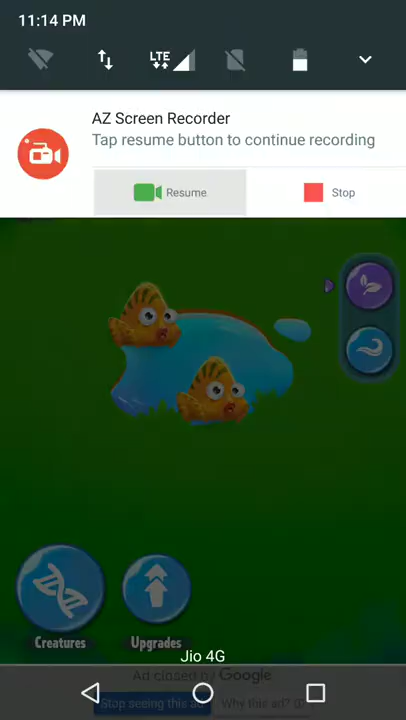 11:14 PM
LTE
AZ Screen Recorder
Tap resume button to continue recording
Resume
Stop
Creatures
Upgrades
Jio 4G
Ad closed by Google
Stop seeing this ad
Why this ad?